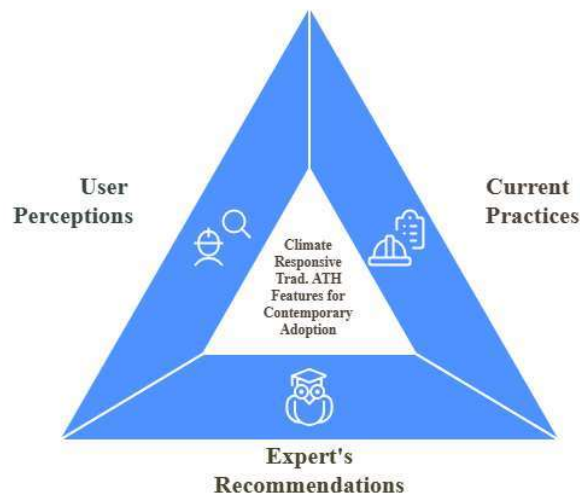 User
Perceptions
Current
Practices
Climate
Responsive
Trad. ATH
Features for
Contemporary
Adoption
Expert's
Recommendations